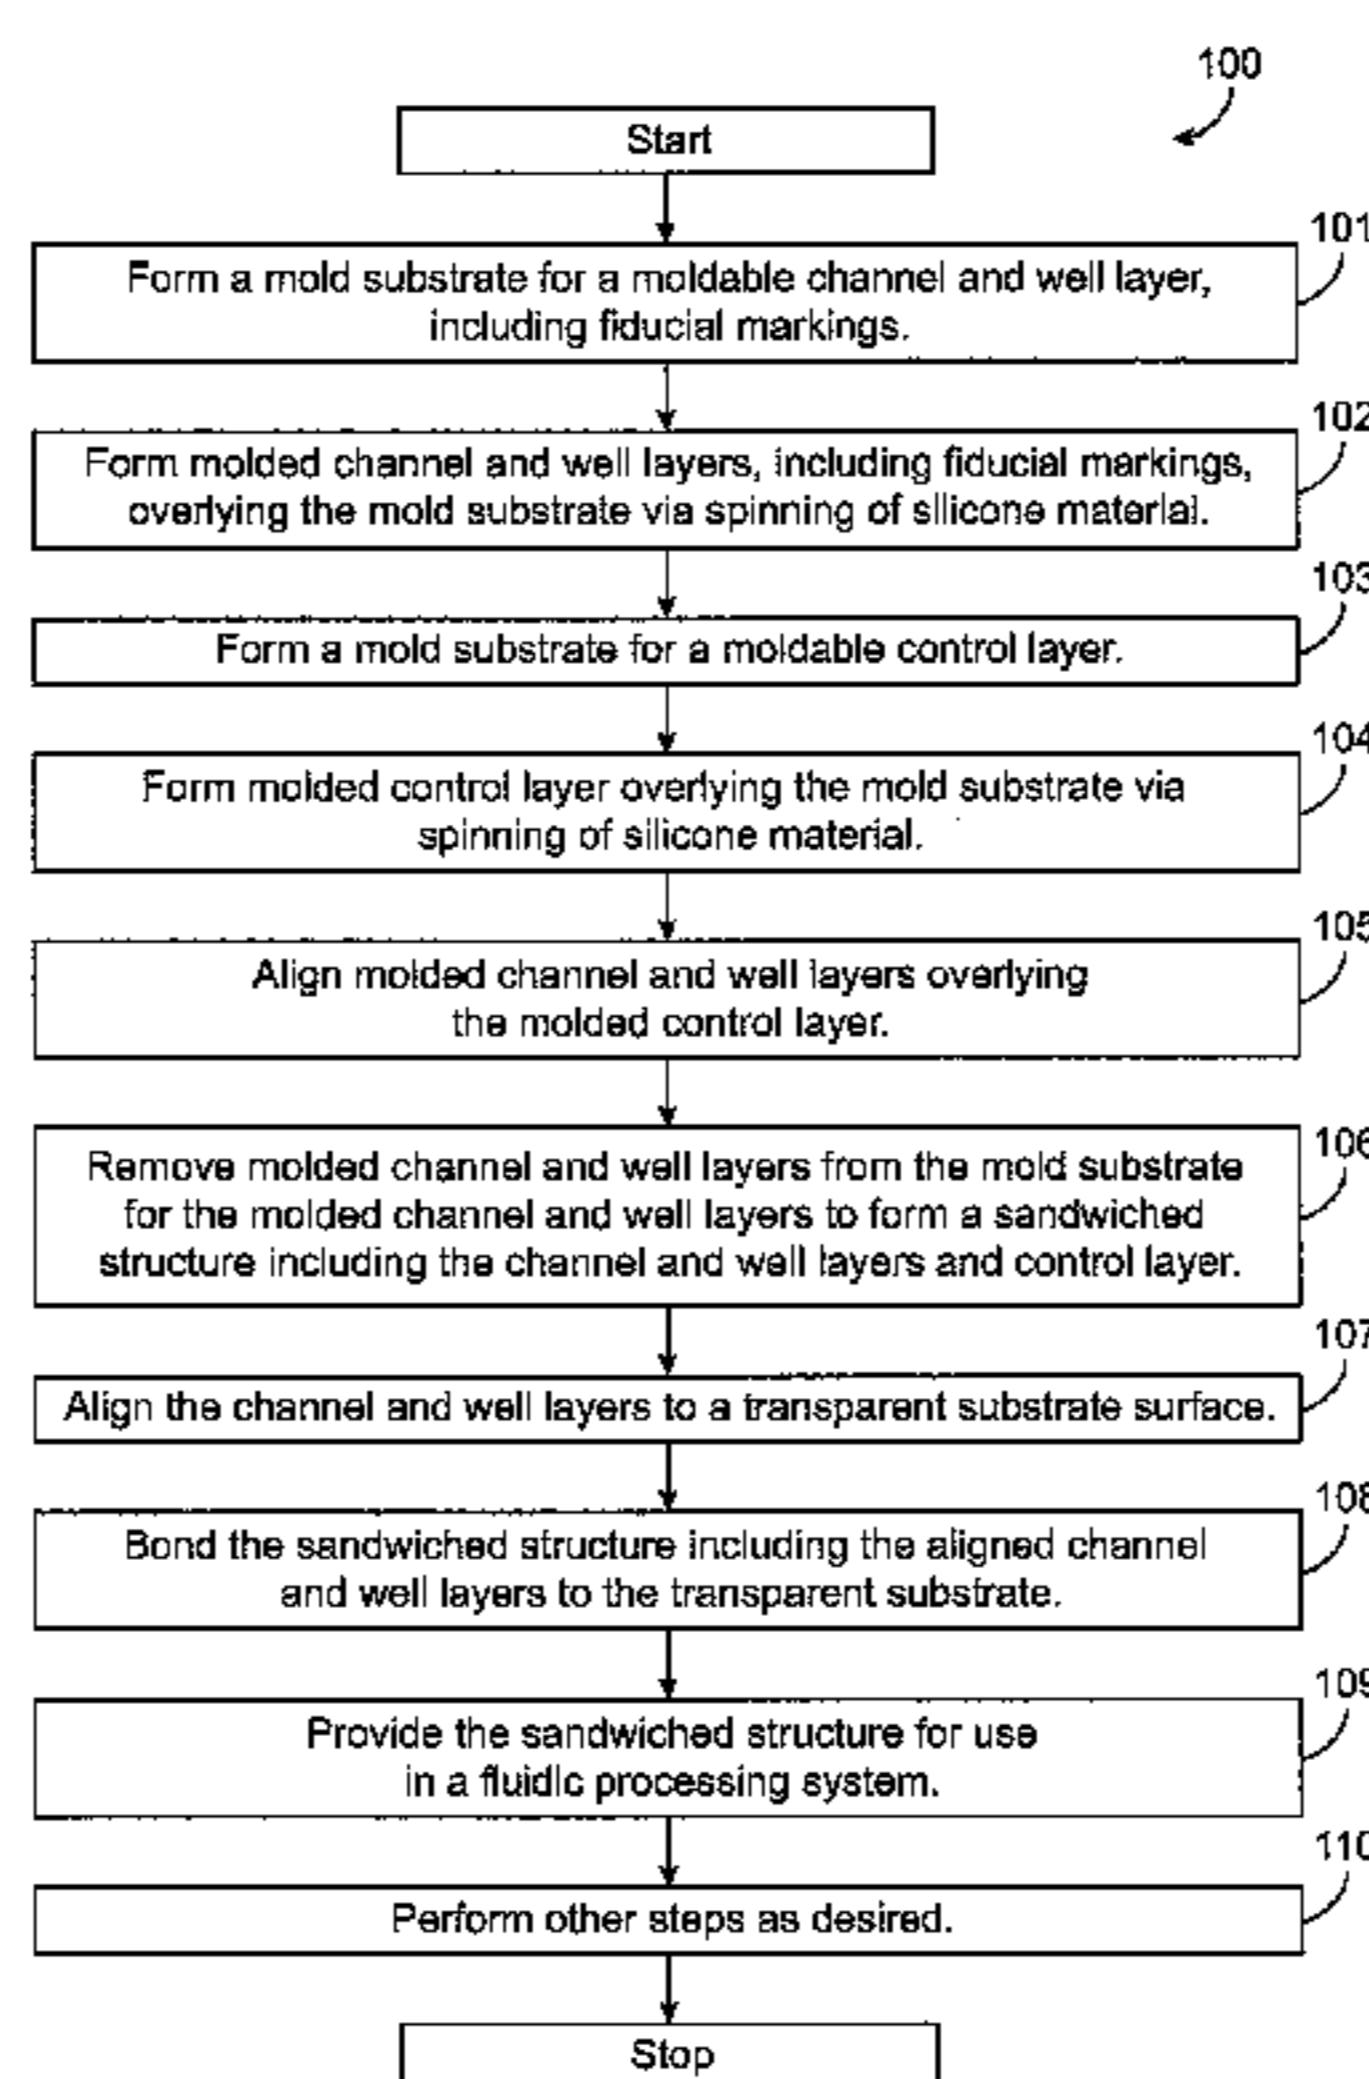 100
Start
101
Form a mold substrate for a moldable channel and well layer,
including fiducial markings.
102
Form molded channel and well layers, including fiducial markings,
overlying the mold substrate via spinning of silicone material.
103
Form a mold substrate for a moldable control layer.
104
Form molded control layer overlying the mold substrate via
spinning of silicone material.
105
Align molded channel and well layers overlying
the molded control layer.
106
Remove molded channel and well layers from the mold substrate
for the molded channel and well layers to form a sandwiched
structure including the channel and well layers and control layer.
107
Align the channel and well layers to a transparent substrate surface.
108
Bond the sandwiched structure including the aligned channel
and well layers to the transparent substrate.
109
Provide the sandwiched structure for use
in a fluidic processing system.
110
Perform other steps as desired.
Stop